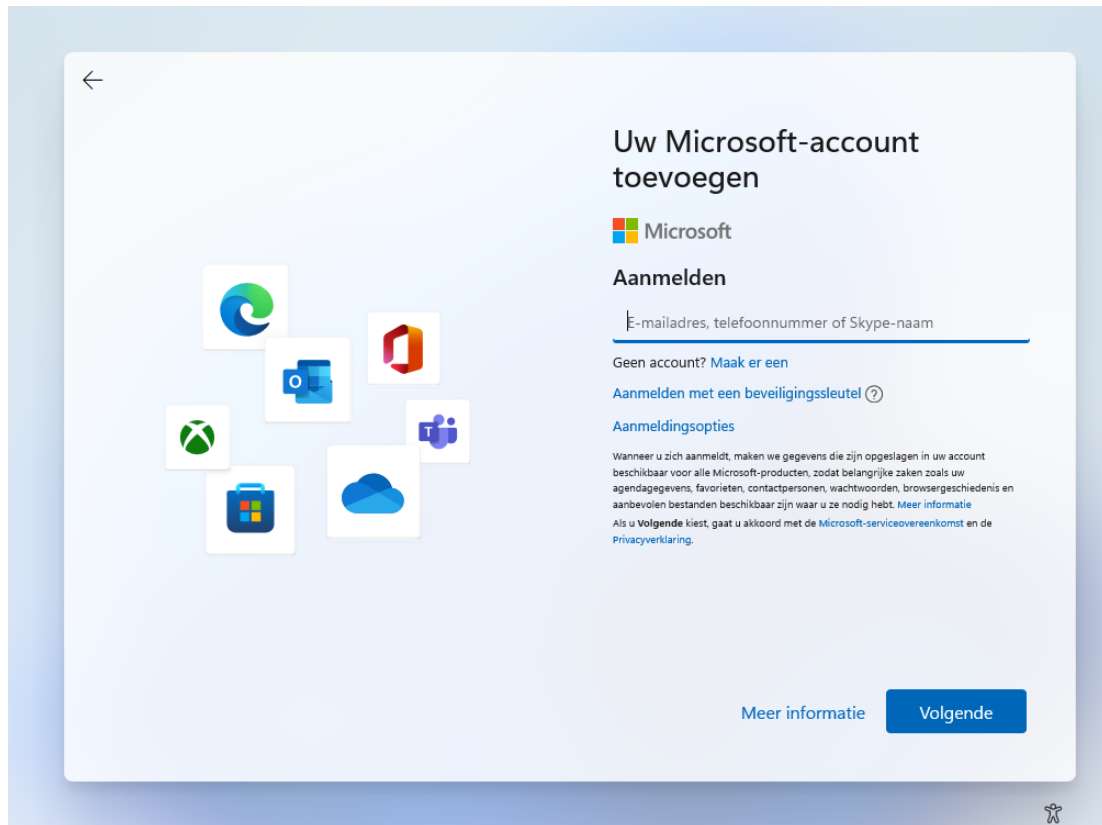 Uw Microsoft-account
toevoegen
Microsoft
Aanmelden
E-mailadres, telefoonnummer of Skype-naam
Geen account? Maak er een
Aanmelden met een beveiligingssleutel ?
Aanmeldingsopties
Wanneer u zich aanmeldt, maken we gegevens die zijn opgeslagen in uw account
beschikbaar voor alle Microsoft-producten, zodat belangrijke zaken zoals uw
agendagegevens, favorieten, contactpersonen, wachtwoorden, browsergeschiedenis en
aanbevolen bestanden beschikbaar zijn waar u ze nodig hebt. Meer informatie
Als u Volgende kiest, gaat u akkoord met de Microsoft-serviceovereenkomst en de
Privacyverklaring.
Meer informatie
Volgende